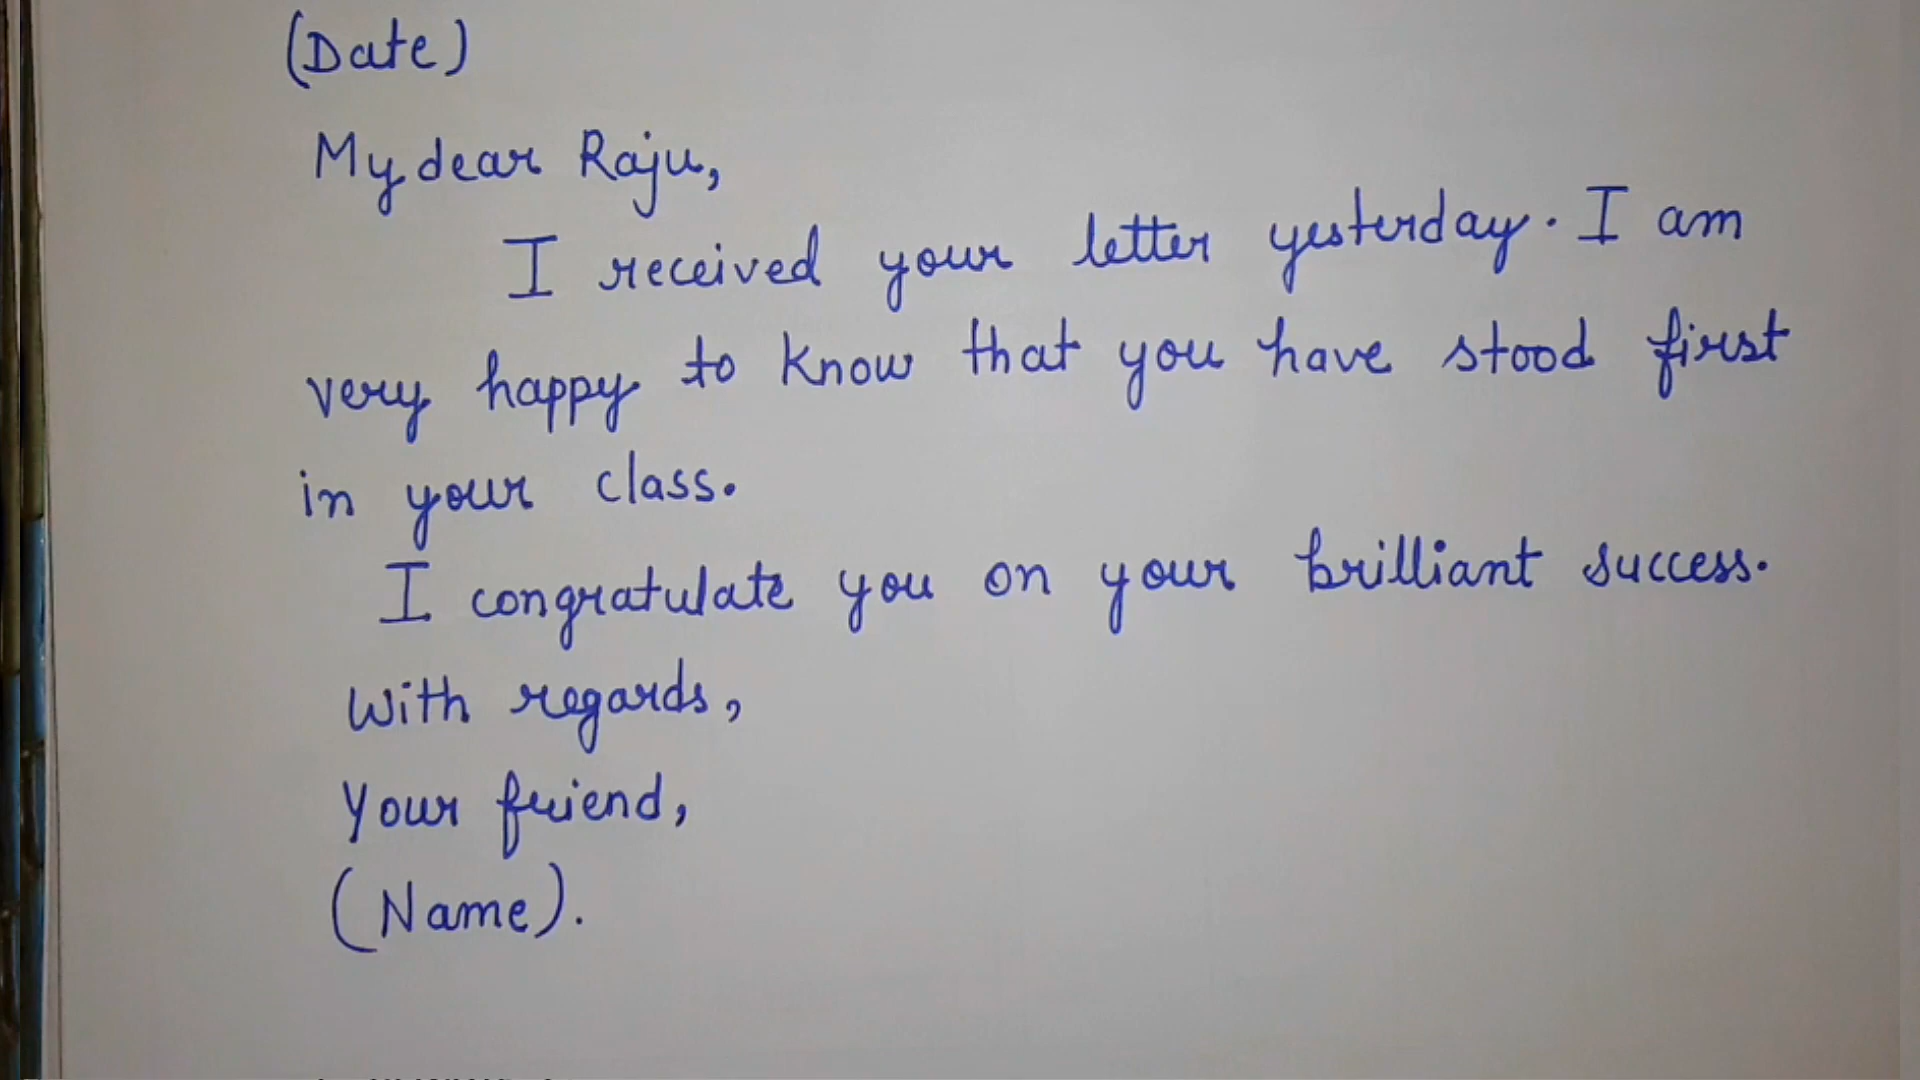 (Date)
My dear Raju,
I received your letter yesterday. I am
very happy to know that you have stood first
in your class.
I congratulate you on your brilliant success.
With regards,
Your friend,
(Name).